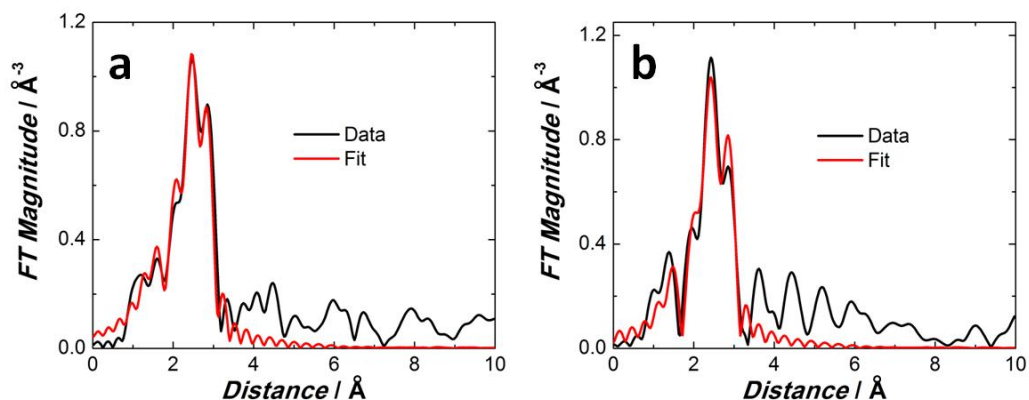 a
FT Magnitude / Å-3
1.2
0.8
0.4
0.0
Data
Fit
0 2 4 6 8 10
Distance / Å
b
FT Magnitude / Å-3
1.2
0.8
0.4
0.0
Data
Fit
0 2 4 6 8 10
Distance / Å